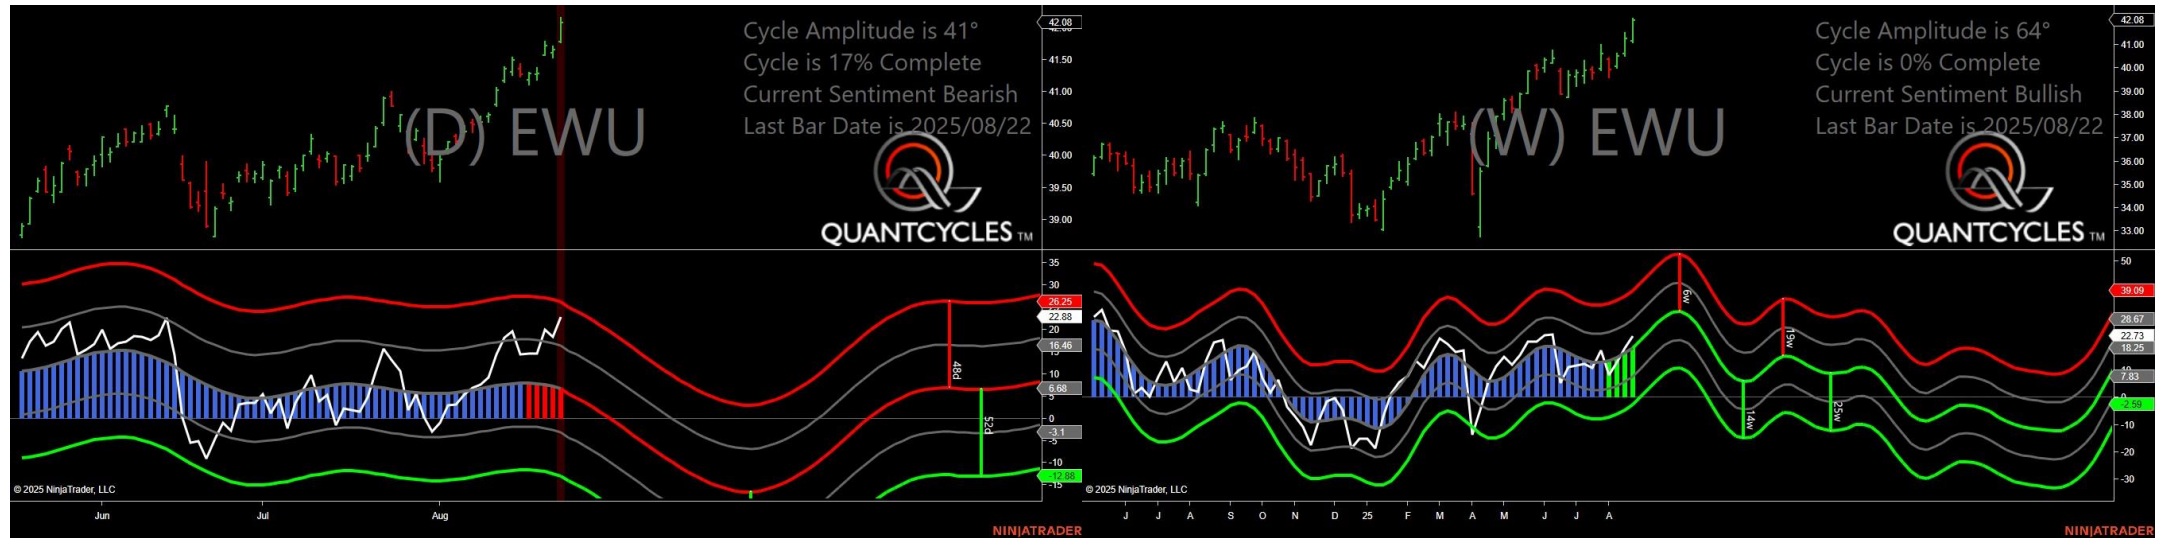 Cycle Amplitude is 41°
Cycle is 17% Complete
Current Sentiment Bearish
Last Bar Date is 2025/08/22
(D) EWU
QUANTCYCLES TM
42.08
41.50
41.00
40.50
40.00
39.50
39.00
35
30
26.25
22.88
20
16.46
10
6.68
5
0
-3.1
-5
-10
-12.88
-15
48d
52d
© 2025 NinjaTrader, LLC
Jun Jul Aug
NINJATRADER
Cycle Amplitude is 64°
Cycle is 0% Complete
Current Sentiment Bullish
Last Bar Date is 2025/08/22
(W) EWU
QUANTCYCLES TM
42.08
41.00
40.00
39.00
38.00
37.00
36.00
35.00
34.00
33.00
50
39.09
28.67
22.73
18.25
7.83
-2.59
-10
-20
-30
6w
19w
14w
25w
© 2025 NinjaTrader, LLC
J J A S O N D 25 F M A M J J A
NINJATRADER